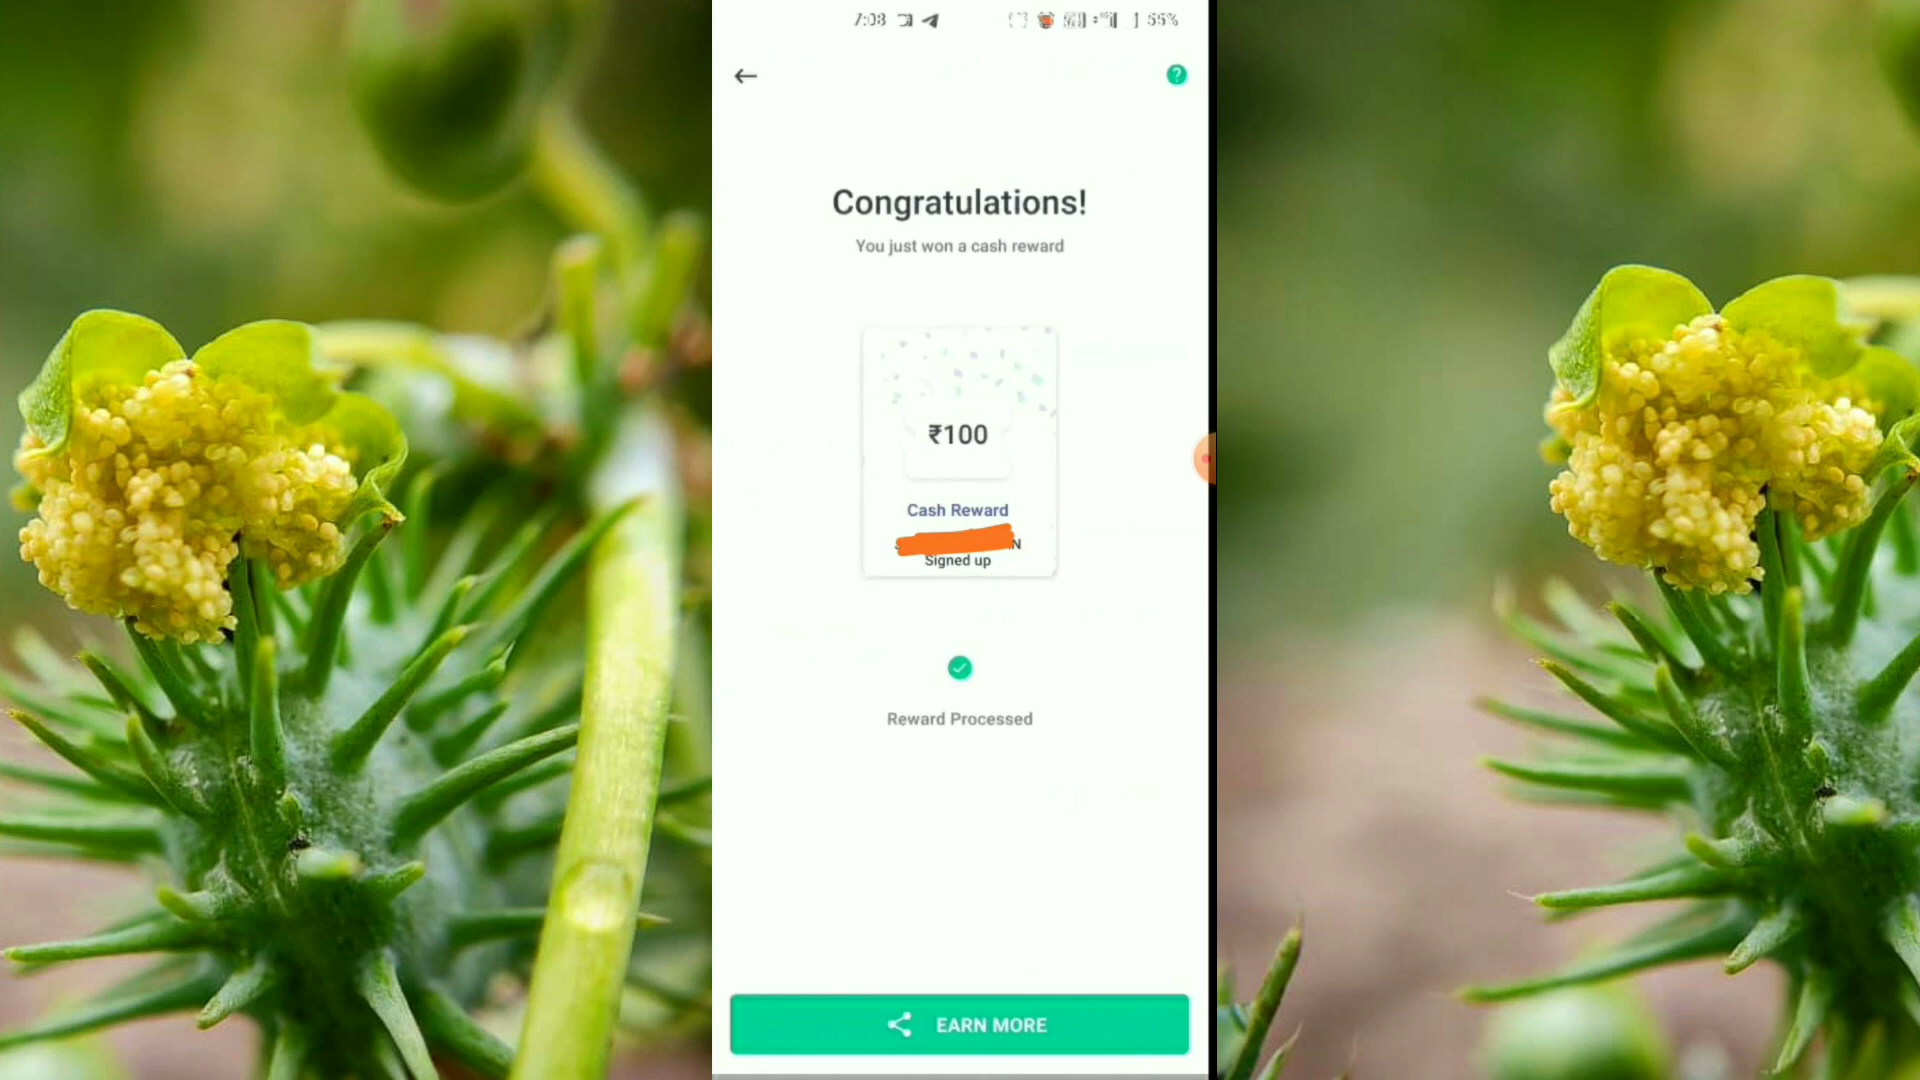 7:08 55%
?
Congratulations!
You just won a cash reward
₹100
Cash Reward
Signed up
Reward Processed
EARN MORE